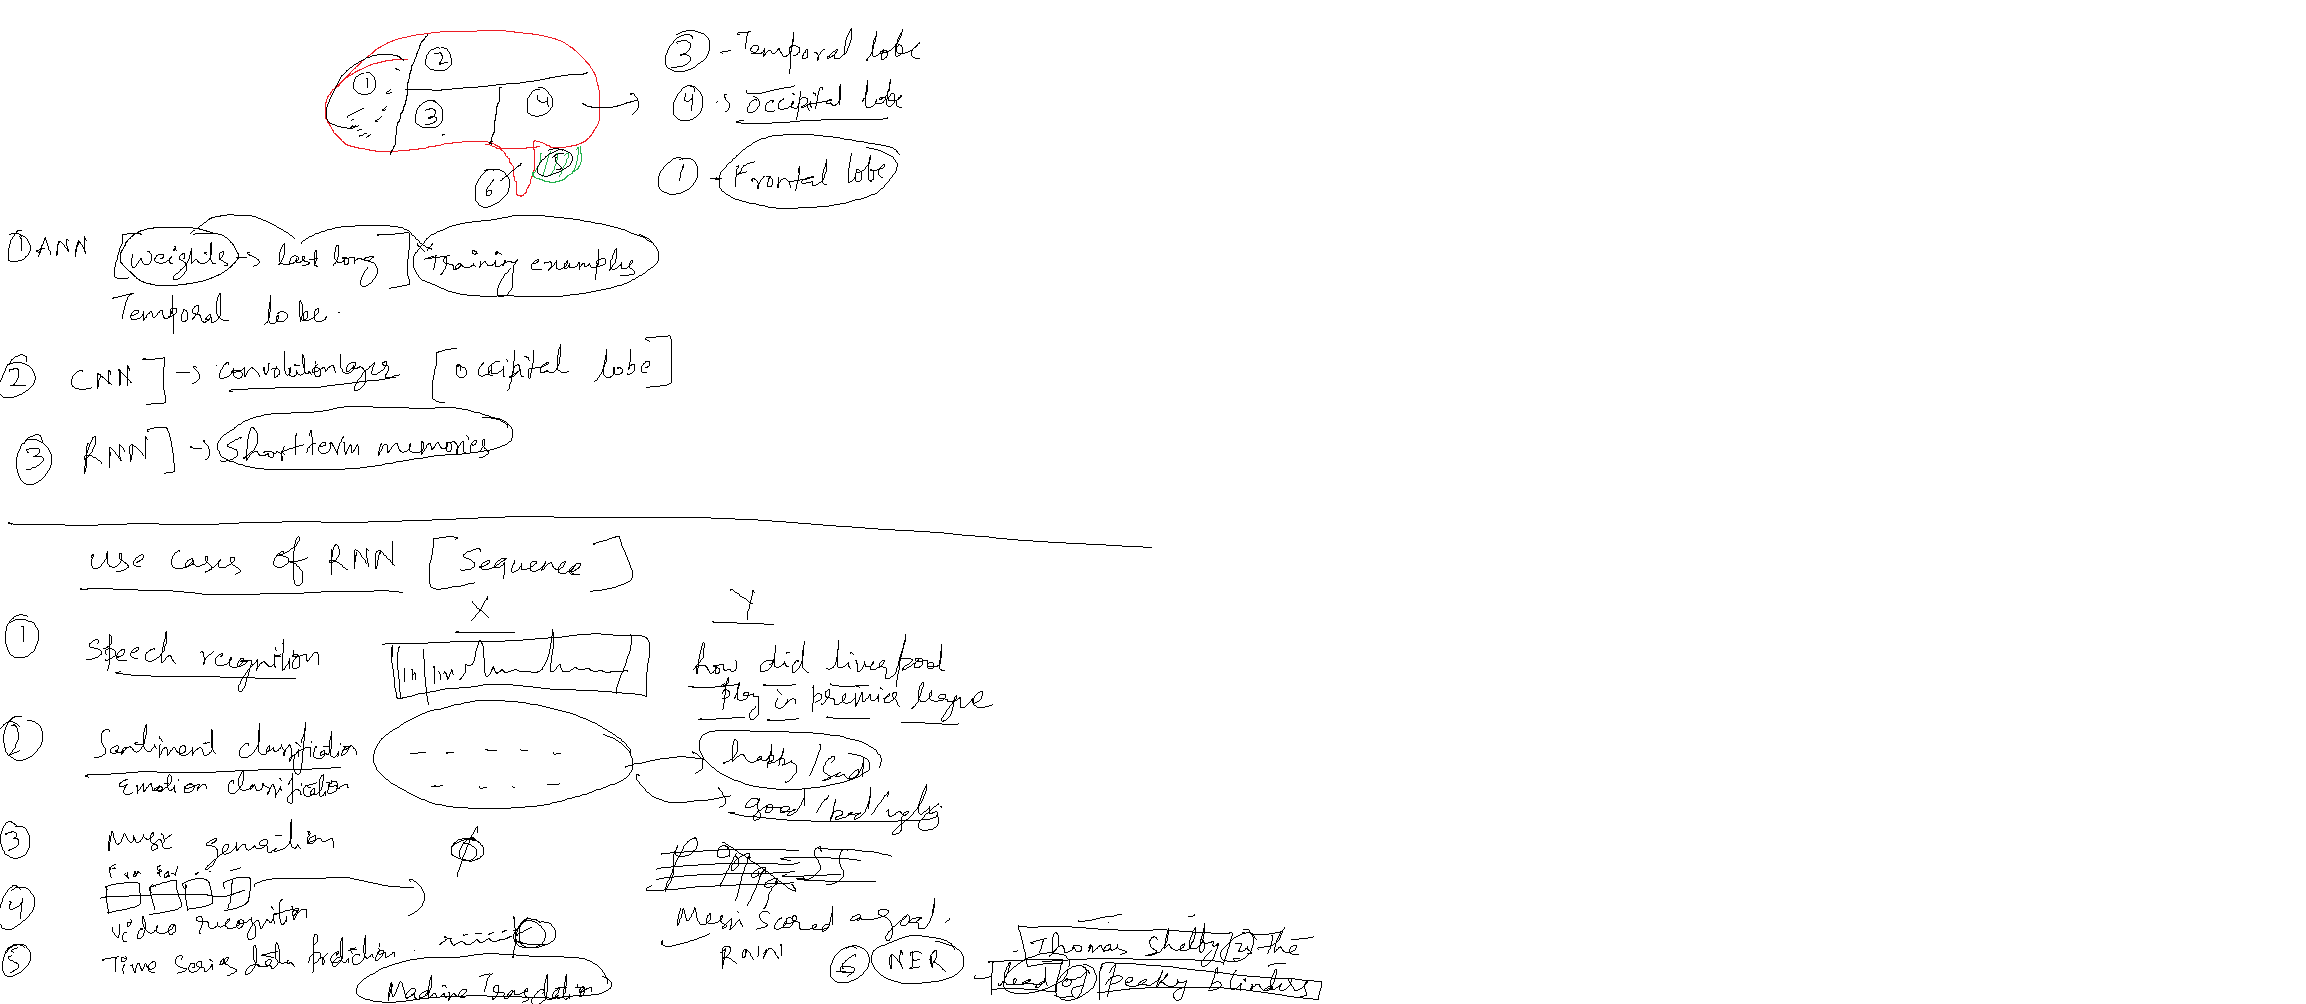 ① ② ③ ④ ⑤ ⑥
③ - Temporal lobe
④ → occipital lobe
① - Frontal lobe
① ANN [weights → last long] training examples
Temporal lobe.
② CNN] → convolution layer [occipital lobe]
③ RNN] → short term memories
use cases of RNN [Sequence]
X Y
① Speech recognition how did liverpool
play in premier league
② Sentiment classification happy/sad
Emotion classification good/bad/ugly
③ Music generation ϕ
④ video recognition Messi scored a goal.
⑤ Time series data prediction RNN ⑥ NER Thomas shelby is the
Machine Translation lead of peaky blinders